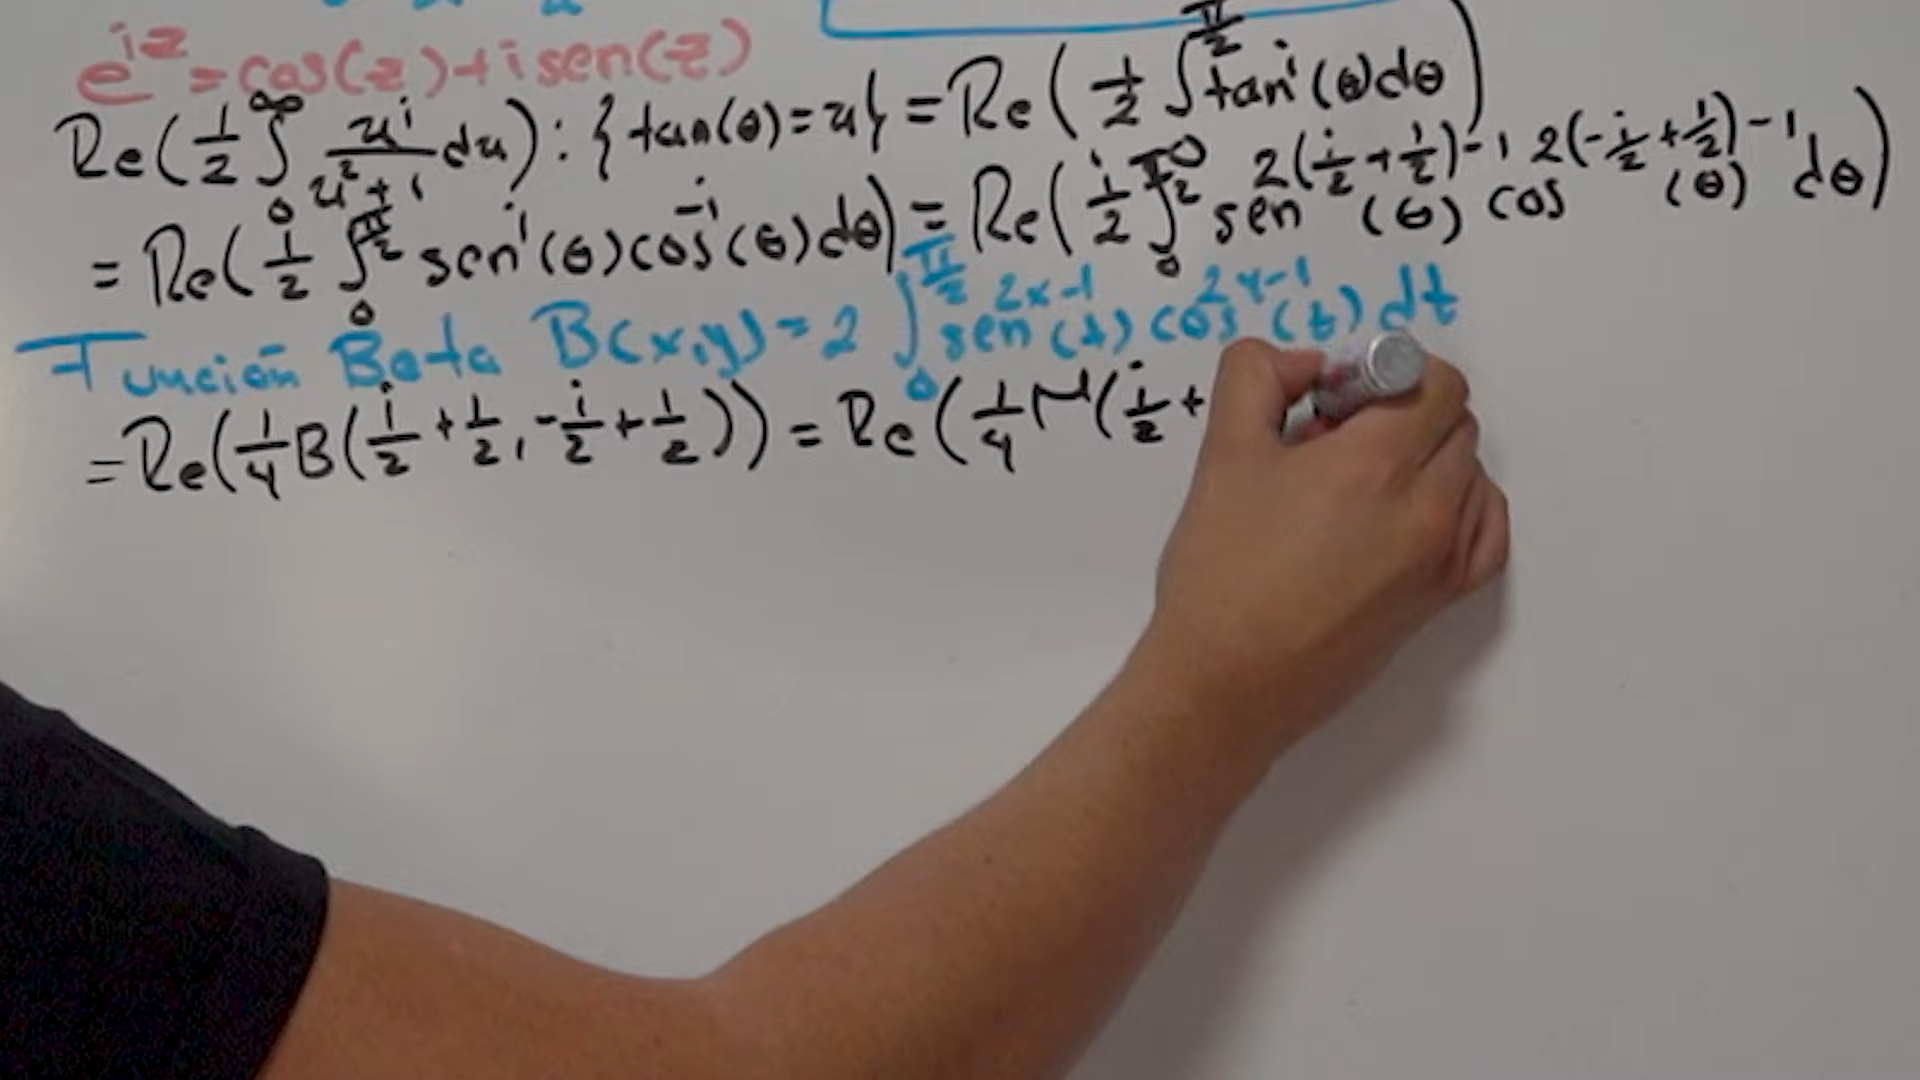 e^{iz} = cos(z)+isen(z)
Re(1/2 ∫_0^∞ u^i/(u^2+1) du) : {tan(θ)=u} = Re(1/2 ∫_0^{π/2} tan^i(θ)dθ)
= Re(1/2 ∫_0^{π/2} sen^i(θ)cos^{-i}(θ)dθ) = Re(1/2 ∫_0^{π/2} sen^{2(i/2+1/2)-1}(θ) cos^{2(-i/2+1/2)-1}(θ) dθ)
Función Beta B(x,y)=2 ∫_0^{π/2} sen^{2x-1}(t) cos^{2y-1}(t) dt
=Re(1/4 B(i/2+1/2, -i/2+1/2)) = Re(1/4 Γ(i/2+